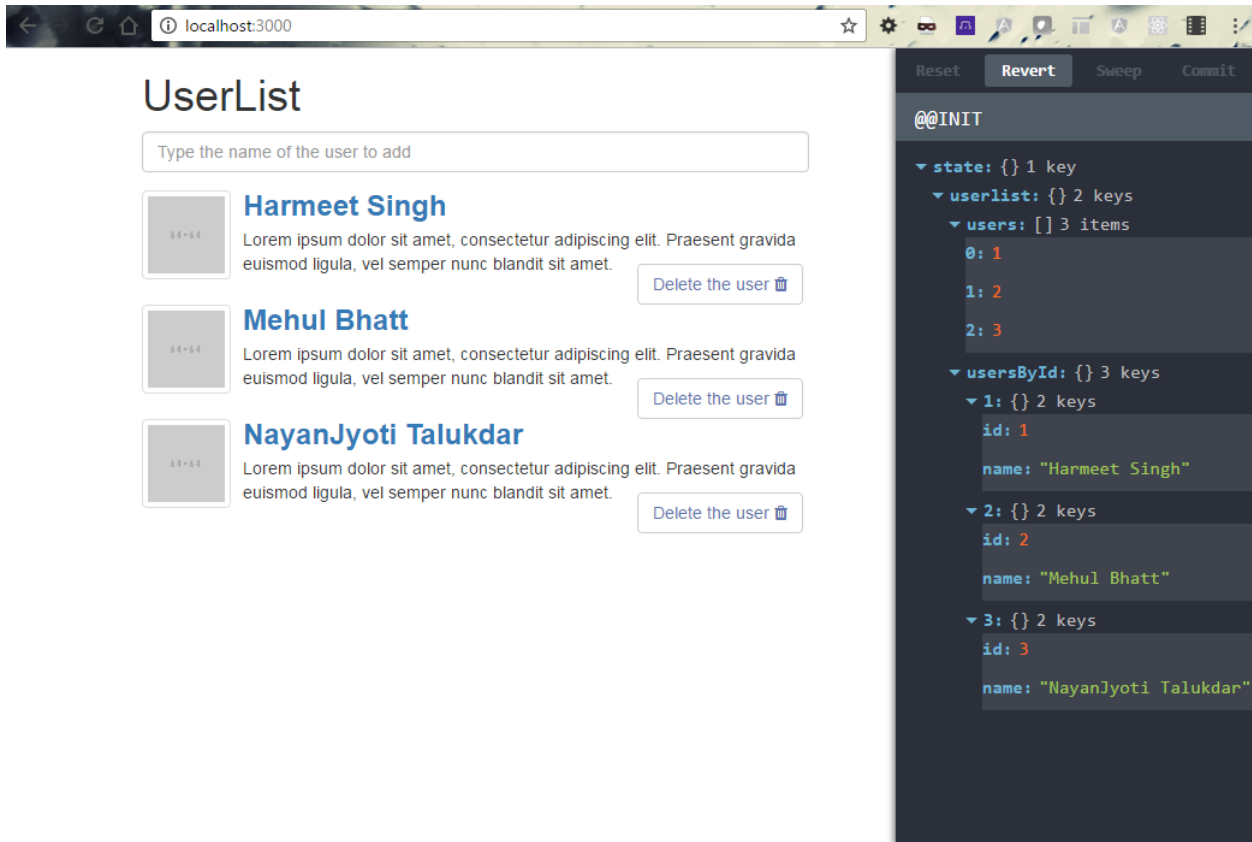 localhost:3000
UserList
Type the name of the user to add
64×64
Harmeet Singh
Lorem ipsum dolor sit amet, consectetur adipiscing elit. Praesent gravida
euismod ligula, vel semper nunc blandit sit amet.
Delete the user
64×64
Mehul Bhatt
Lorem ipsum dolor sit amet, consectetur adipiscing elit. Praesent gravida
euismod ligula, vel semper nunc blandit sit amet.
Delete the user
64×64
NayanJyoti Talukdar
Lorem ipsum dolor sit amet, consectetur adipiscing elit. Praesent gravida
euismod ligula, vel semper nunc blandit sit amet.
Delete the user
Reset Revert Sweep Commit
@@INIT
state: {} 1 key
userlist: {} 2 keys
users: [] 3 items
0: 1
1: 2
2: 3
usersById: {} 3 keys
1: {} 2 keys
id: 1
name: "Harmeet Singh"
2: {} 2 keys
id: 2
name: "Mehul Bhatt"
3: {} 2 keys
id: 3
name: "NayanJyoti Talukdar"